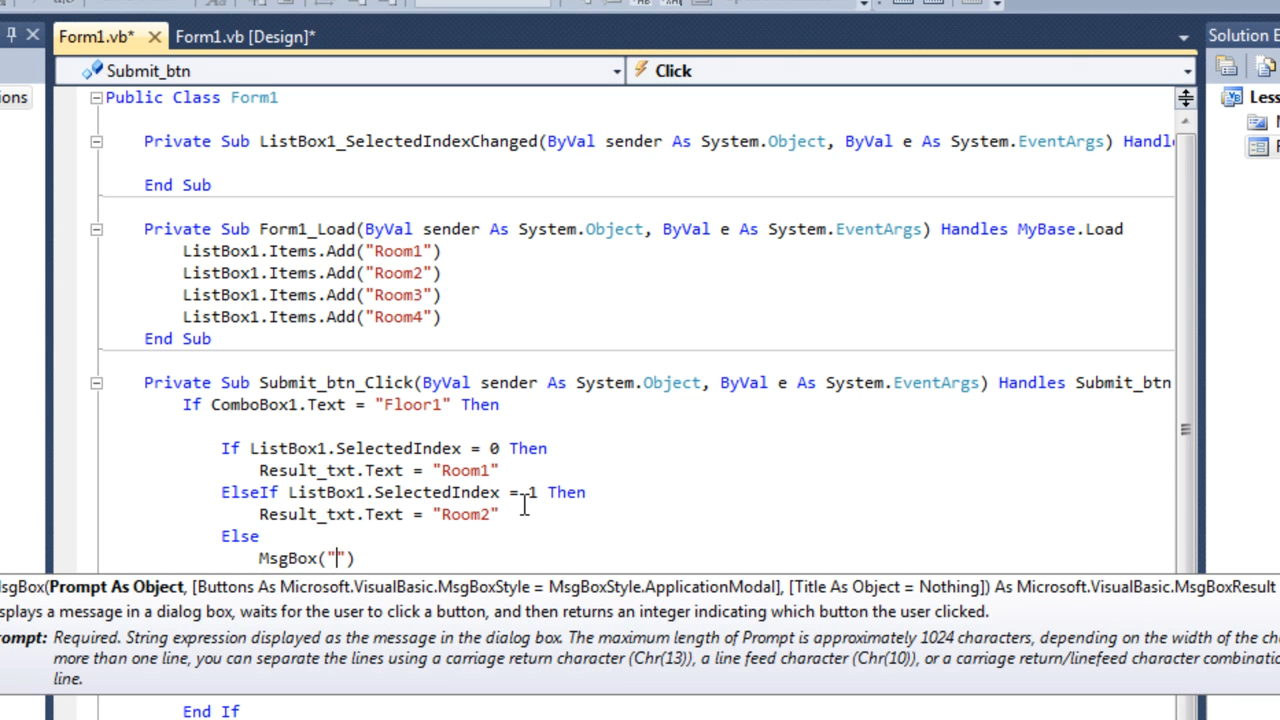 Form1.vb* Form1.vb [Design]* Solution E
ions Submit_btn Click
Public Class Form1 Less
Private Sub ListBox1_SelectedIndexChanged(ByVal sender As System.Object, ByVal e As System.EventArgs) Handl
End Sub
Private Sub Form1_Load(ByVal sender As System.Object, ByVal e As System.EventArgs) Handles MyBase.Load
ListBox1.Items.Add("Room1")
ListBox1.Items.Add("Room2")
ListBox1.Items.Add("Room3")
ListBox1.Items.Add("Room4")
End Sub
Private Sub Submit_btn_Click(ByVal sender As System.Object, ByVal e As System.EventArgs) Handles Submit_btn
If ComboBox1.Text = "Floor1" Then
If ListBox1.SelectedIndex = 0 Then
Result_txt.Text = "Room1"
ElseIf ListBox1.SelectedIndex = 1 Then
Result_txt.Text = "Room2"
Else
MsgBox("")
MsgBox(Prompt As Object, [Buttons As Microsoft.VisualBasic.MsgBoxStyle = MsgBoxStyle.ApplicationModal], [Title As Object = Nothing]) As Microsoft.VisualBasic.MsgBoxResult
splays a message in a dialog box, waits for the user to click a button, and then returns an integer indicating which button the user clicked.
rompt: Required. String expression displayed as the message in the dialog box. The maximum length of Prompt is approximately 1024 characters, depending on the width of the cha
more than one line, you can separate the lines using a carriage return character (Chr(13)), a line feed character (Chr(10)), or a carriage return/linefeed character combinatio
line.
End If